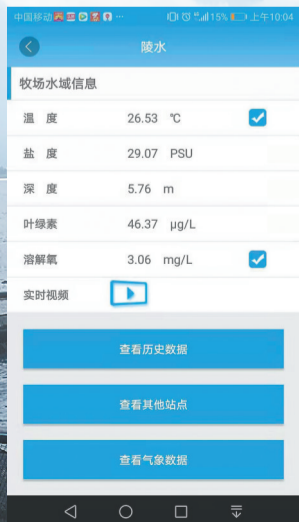 中国移动 ... 4G 15% 上午10:04
陵水
牧场水域信息
温 度 26.53 ℃
盐 度 29.07 PSU
深 度 5.76 m
叶绿素 46.37 μg/L
溶解氧 3.06 mg/L
实时视频
查看历史数据
查看其他站点
查看气象数据